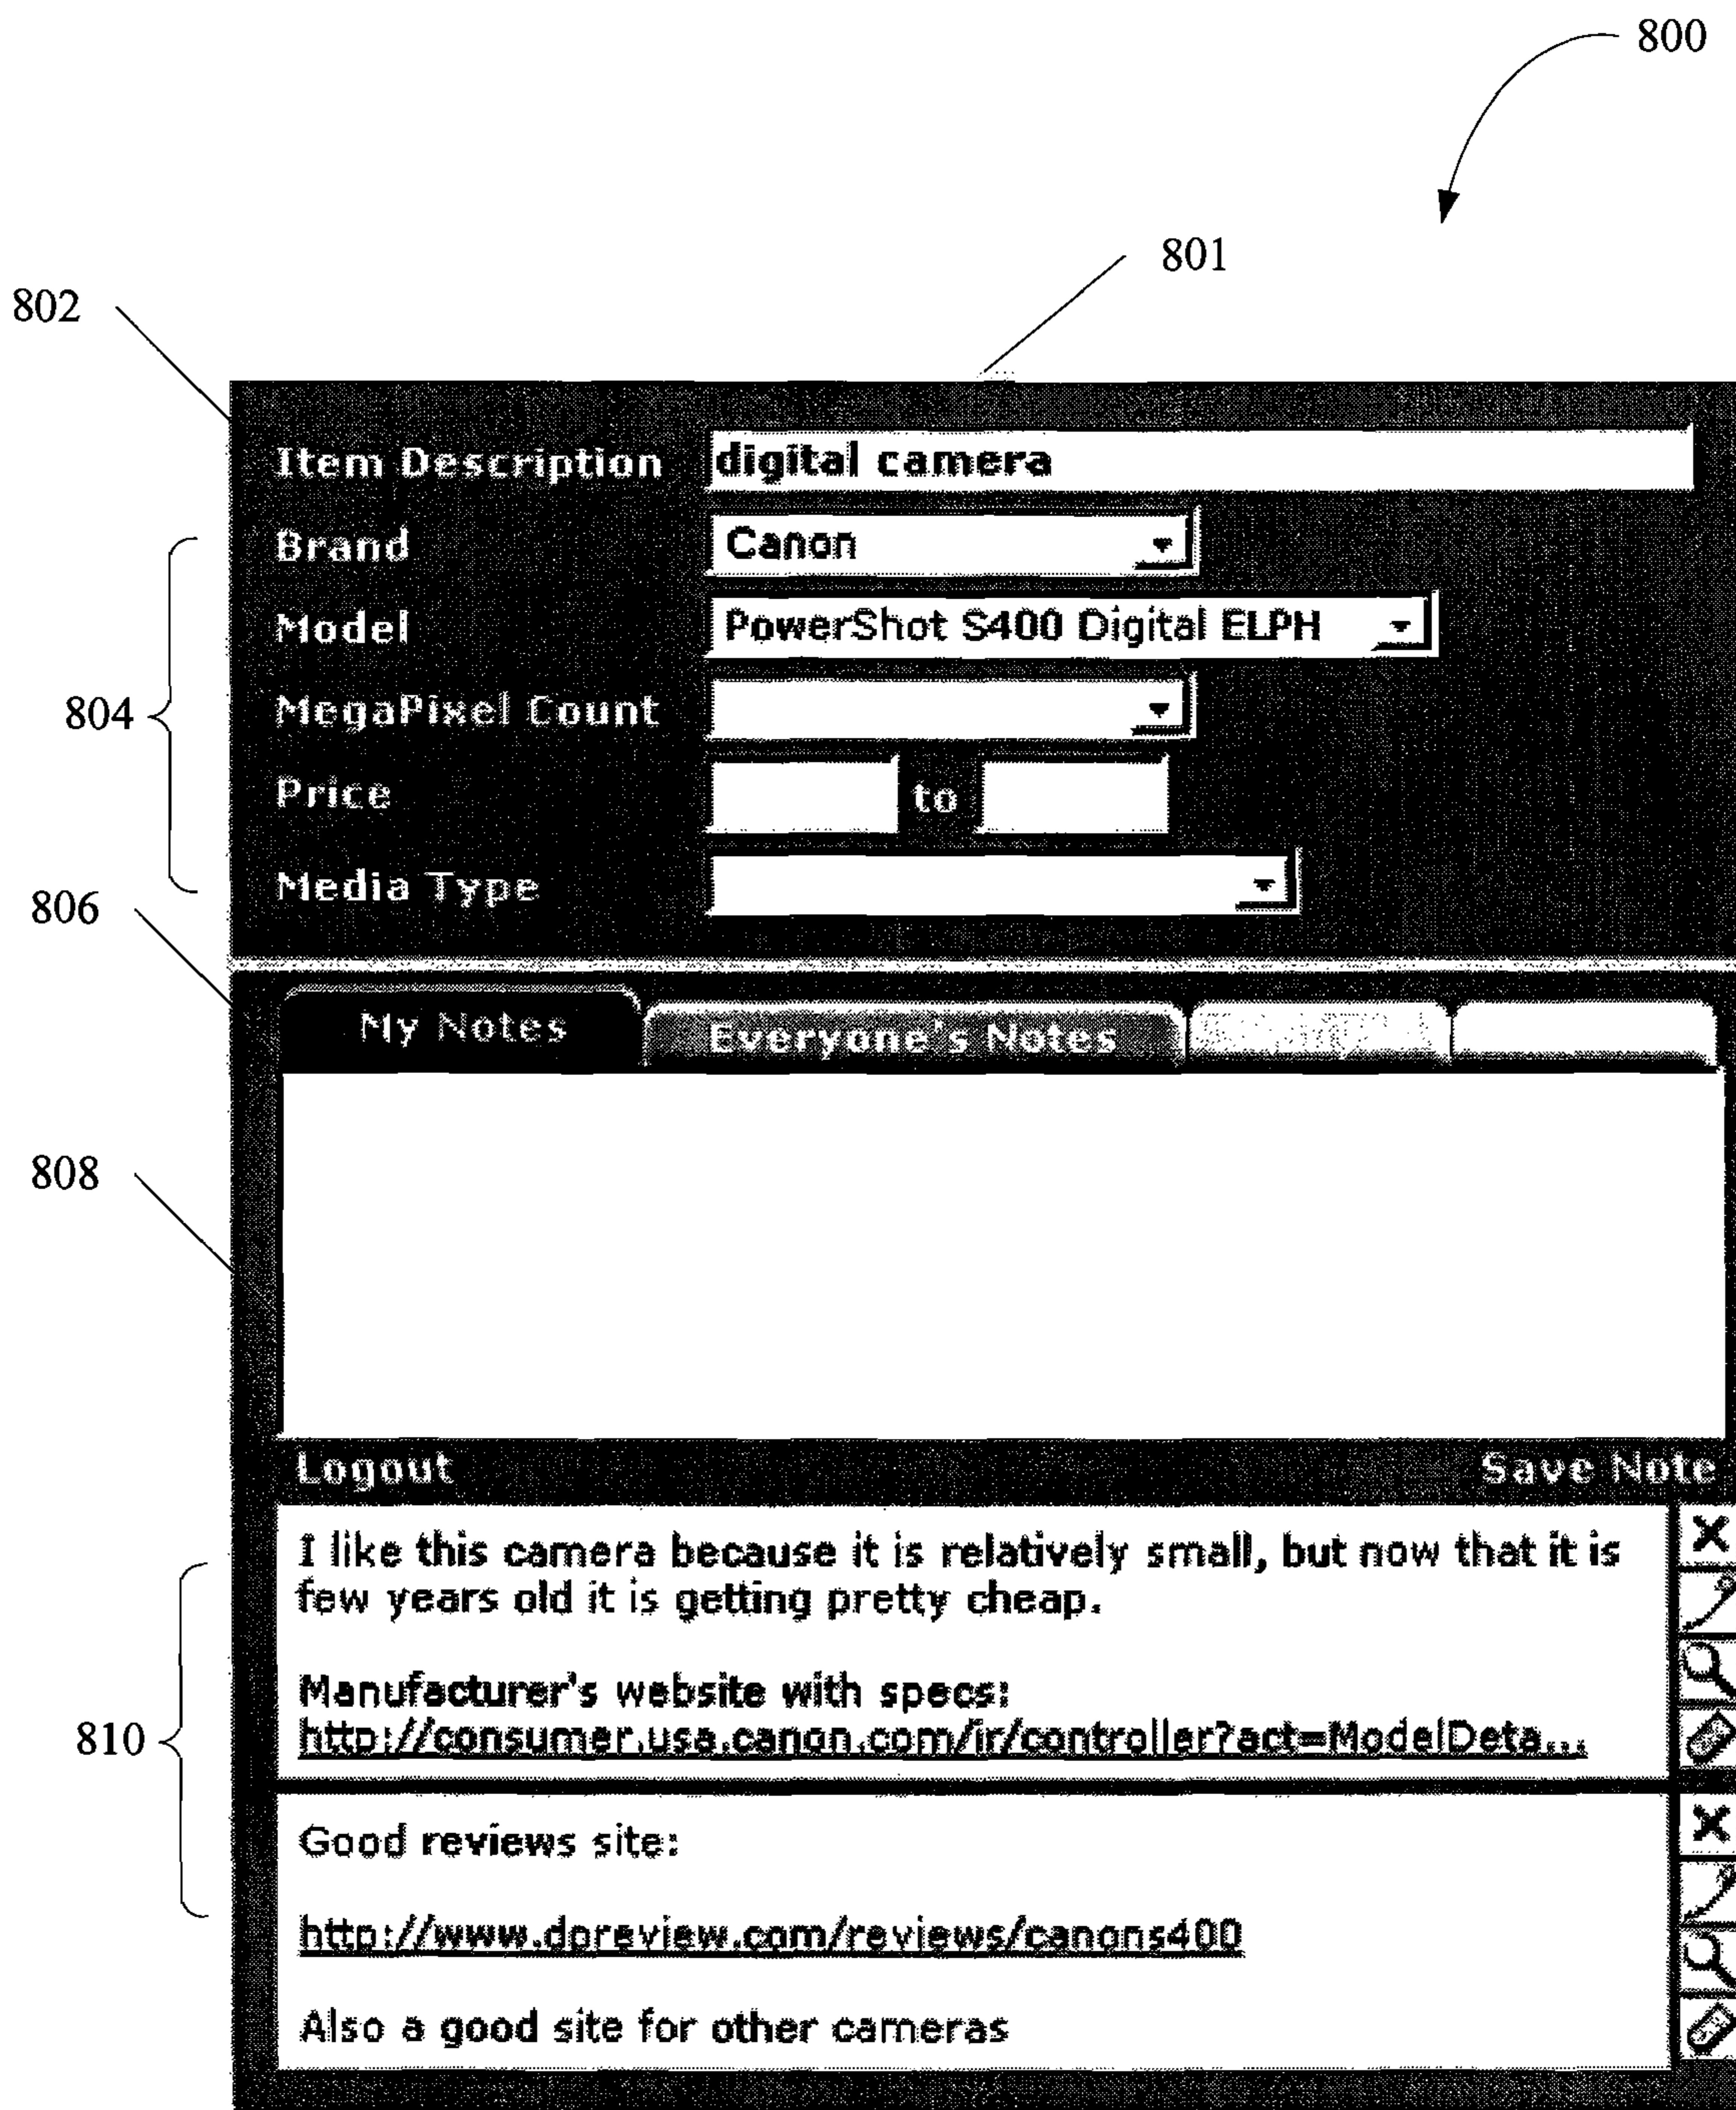 800
801
802
Item Description digital camera
Brand Canon
Model PowerShot S400 Digital ELPH
804
MegaPixel Count
Price to
Media Type
806
My Notes Everyone's Notes
808
Logout Save Note
I like this camera because it is relatively small, but now that it is
few years old it is getting pretty cheap.
Manufacturer's website with specs:
http://consumer.usa.canon.com/ir/controller?act=ModelDeta...
810
Good reviews site:
http://www.dpreview.com/reviews/canons400
Also a good site for other cameras